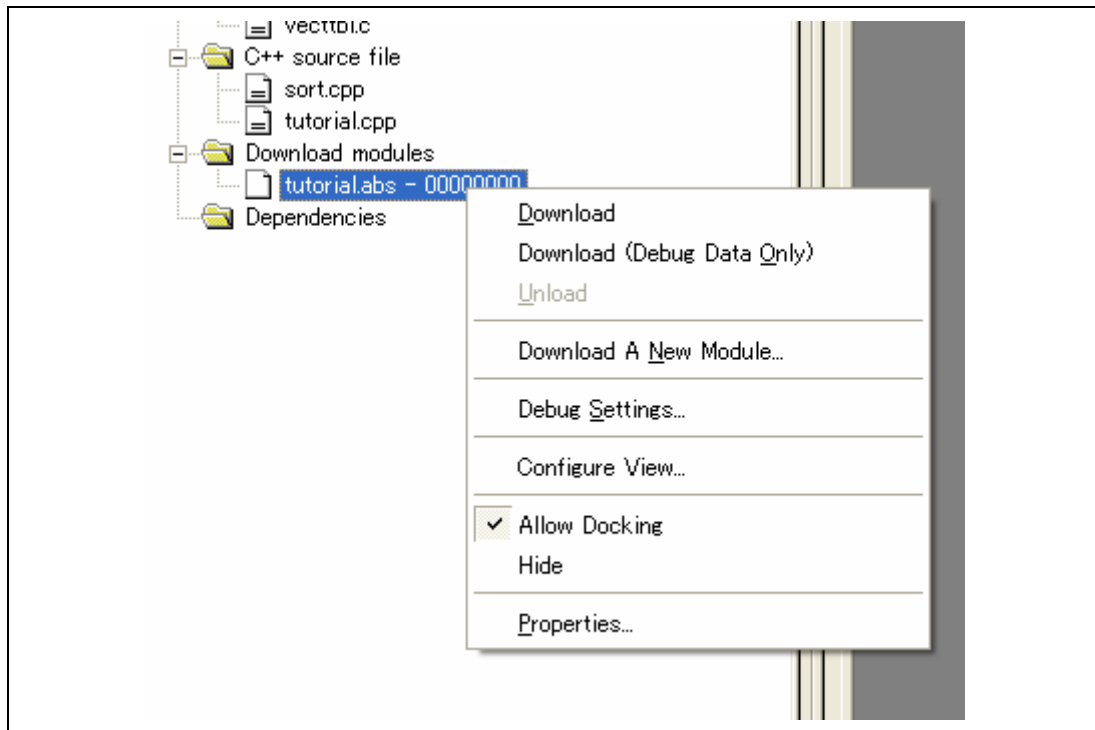 vecttbl.c
C++ source file
sort.cpp
tutorial.cpp
Download modules
tutorial.abs - 00000000
Dependencies
Download
Download (Debug Data Only)
Unload
Download A New Module...
Debug Settings...
Configure View...
Allow Docking
Hide
Properties...